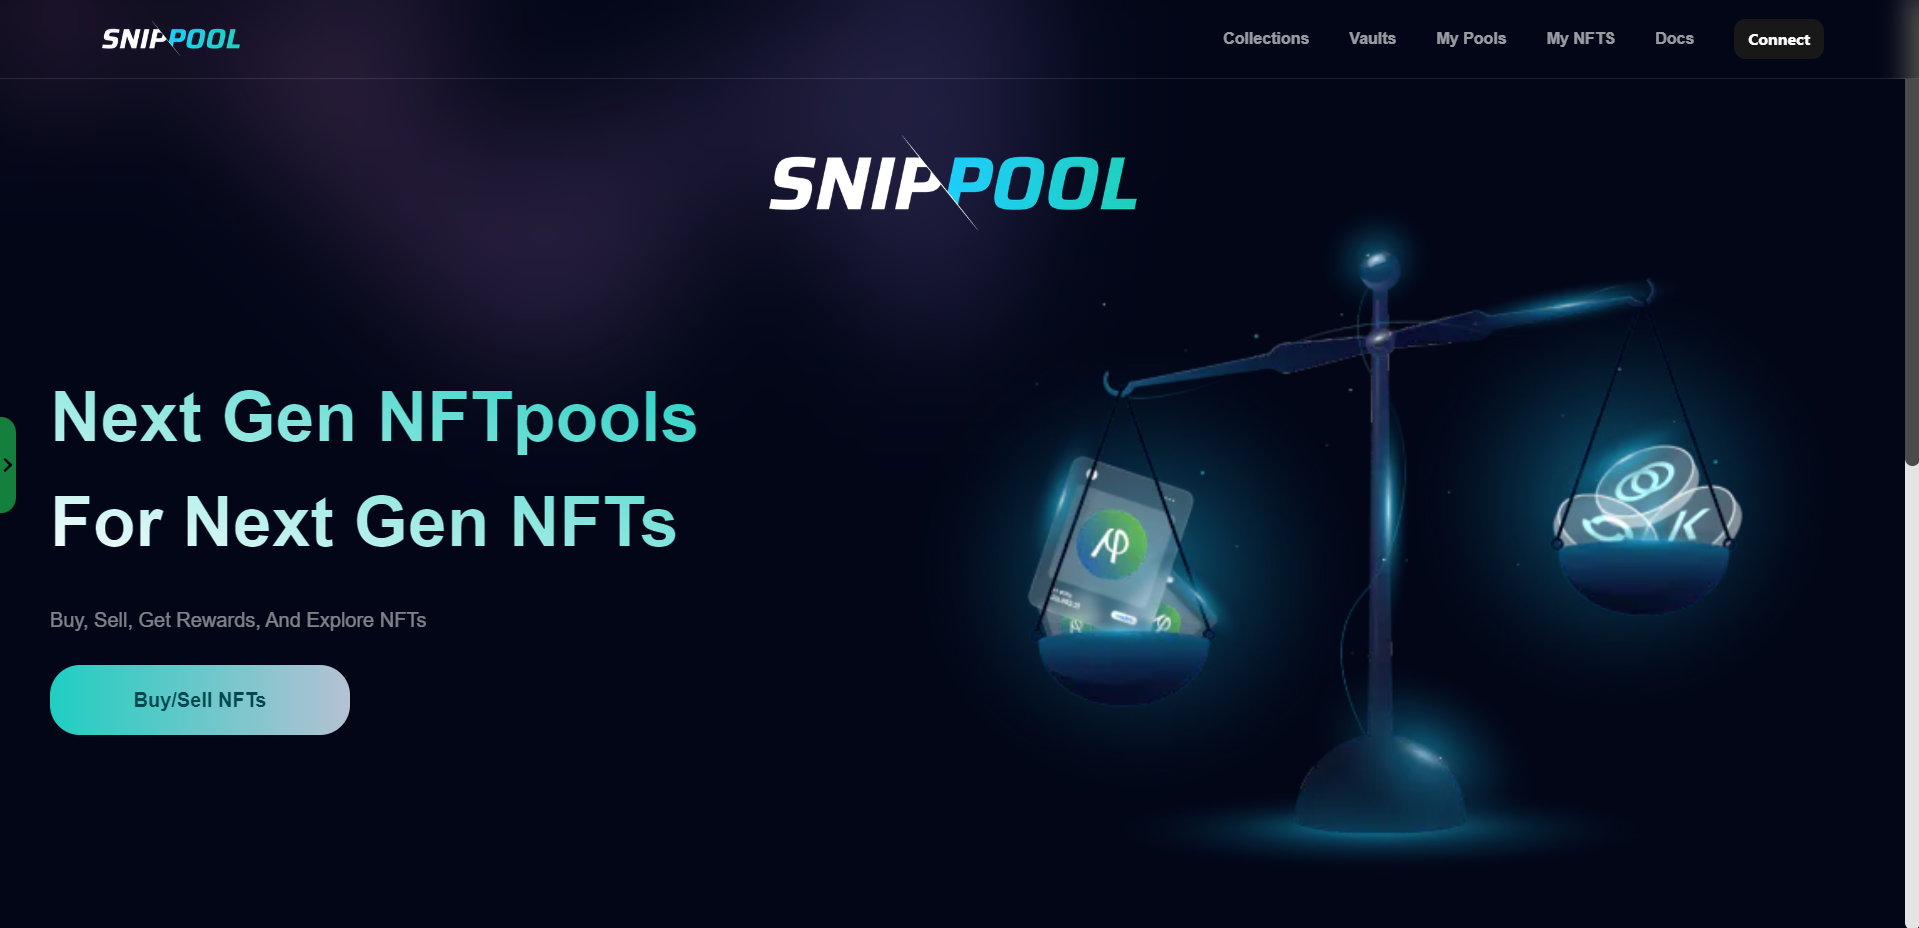 SNIPPOOL
Collections
Vaults
My Pools
My NFTS
Docs
Connect
SNIPPOOL
Next Gen NFTpools
For Next Gen NFTs
Buy, Sell, Get Rewards, And Explore NFTs
Buy/Sell NFTs
K